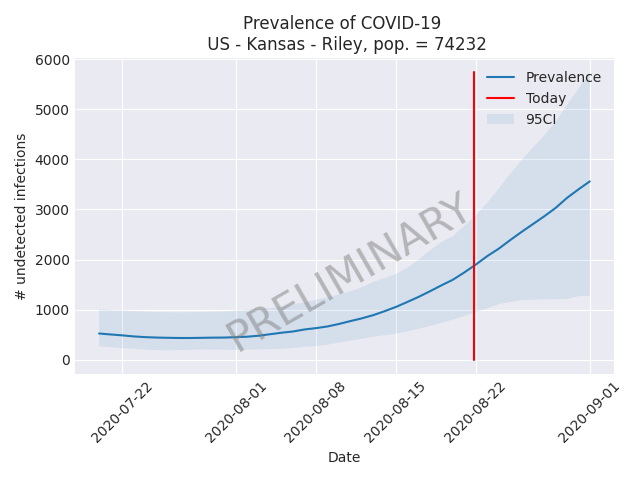 Prevalence of COVID-19
US - Kansas - Riley, pop. = 74232
6000
5000
4000
3000
2000
1000
0
# undetected infections
Prevalence
Today
95CI
PRELIMINARY
2020-07-22
2020-08-01
2020-08-08
2020-08-15
2020-08-22
2020-09-01
Date